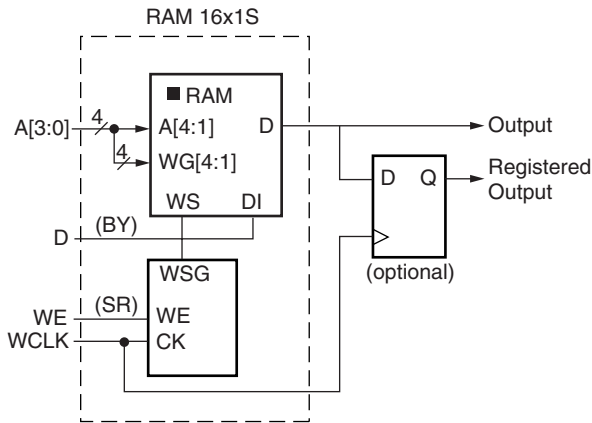 RAM 16x1S
RAM
A[3:0]
4
A[4:1]
D
Output
4
WG[4:1]
D Q
Registered
Output
WS
DI
D
(BY)
(optional)
WSG
WE
(SR)
WE
WCLK
CK